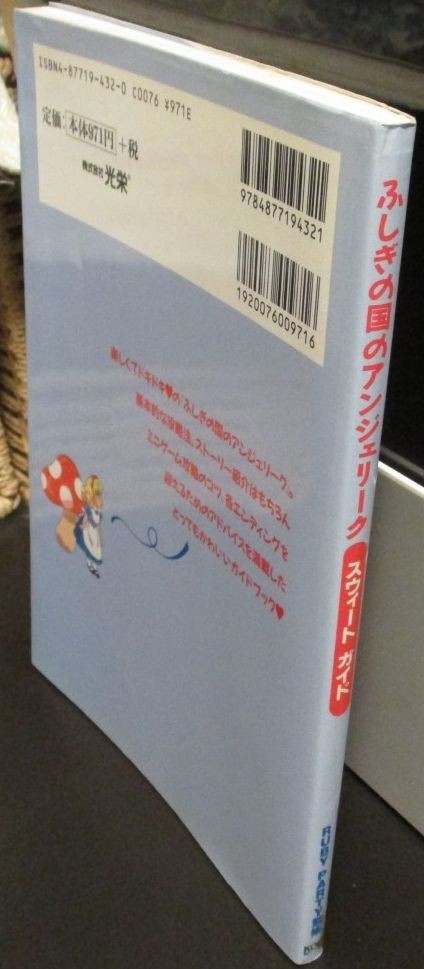 ISBN4-87719-432-0 C0076 ¥971E
定価：本体971円＋税
株式会社 光栄®
9784877194321
1920076009716
楽しくてドキドキ♥の「ふしぎの国のアンジェリーク」。
基本的な攻略法、ストーリー紹介はもちろん
ミニゲーム攻略のコツ、各エンディングを
迎えるためのアドバイスを満載した
とってもかわいいガイドブック♥
ふしぎの国のアンジェリーク
スウィート ガイド
RUBY PARTY